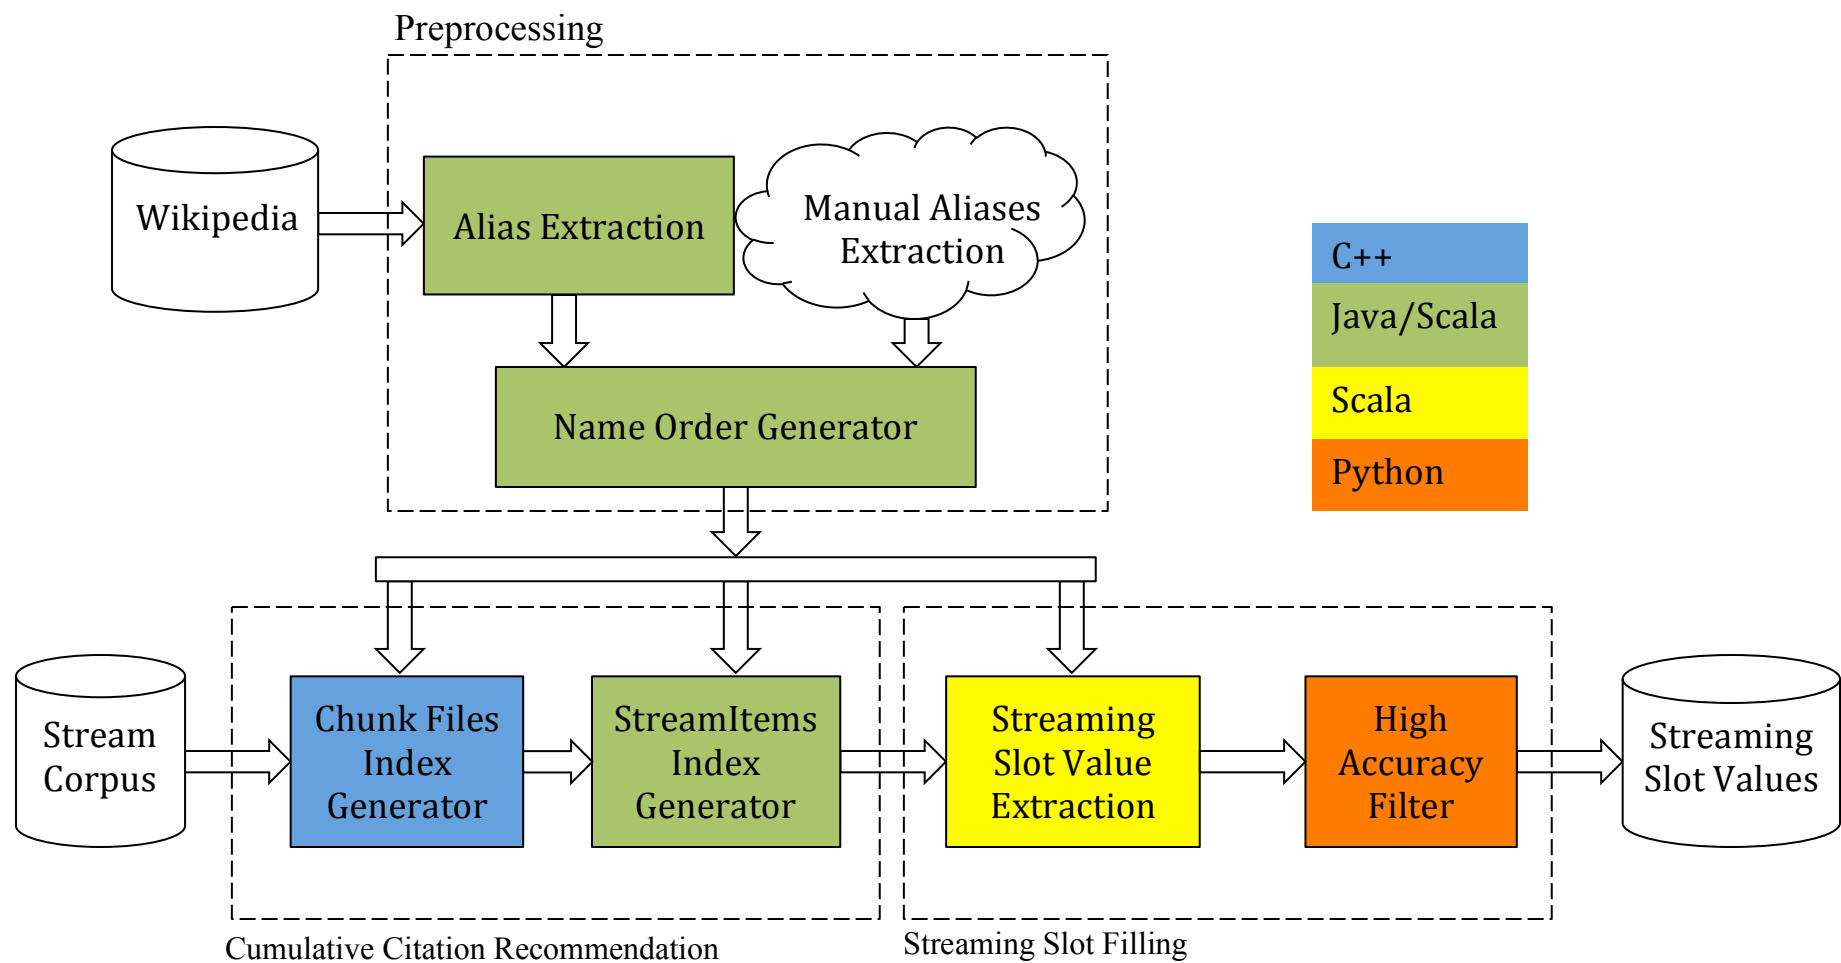 Preprocessing
Wikipedia
Alias Extraction
Manual Aliases
Extraction
Name Order Generator
C++
Java/Scala
Scala
Python
Stream
Corpus
Chunk Files
Index
Generator
StreamItems
Index
Generator
Streaming
Slot Value
Extraction
High
Accuracy
Filter
Streaming
Slot Values
Cumulative Citation Recommendation
Streaming Slot Filling